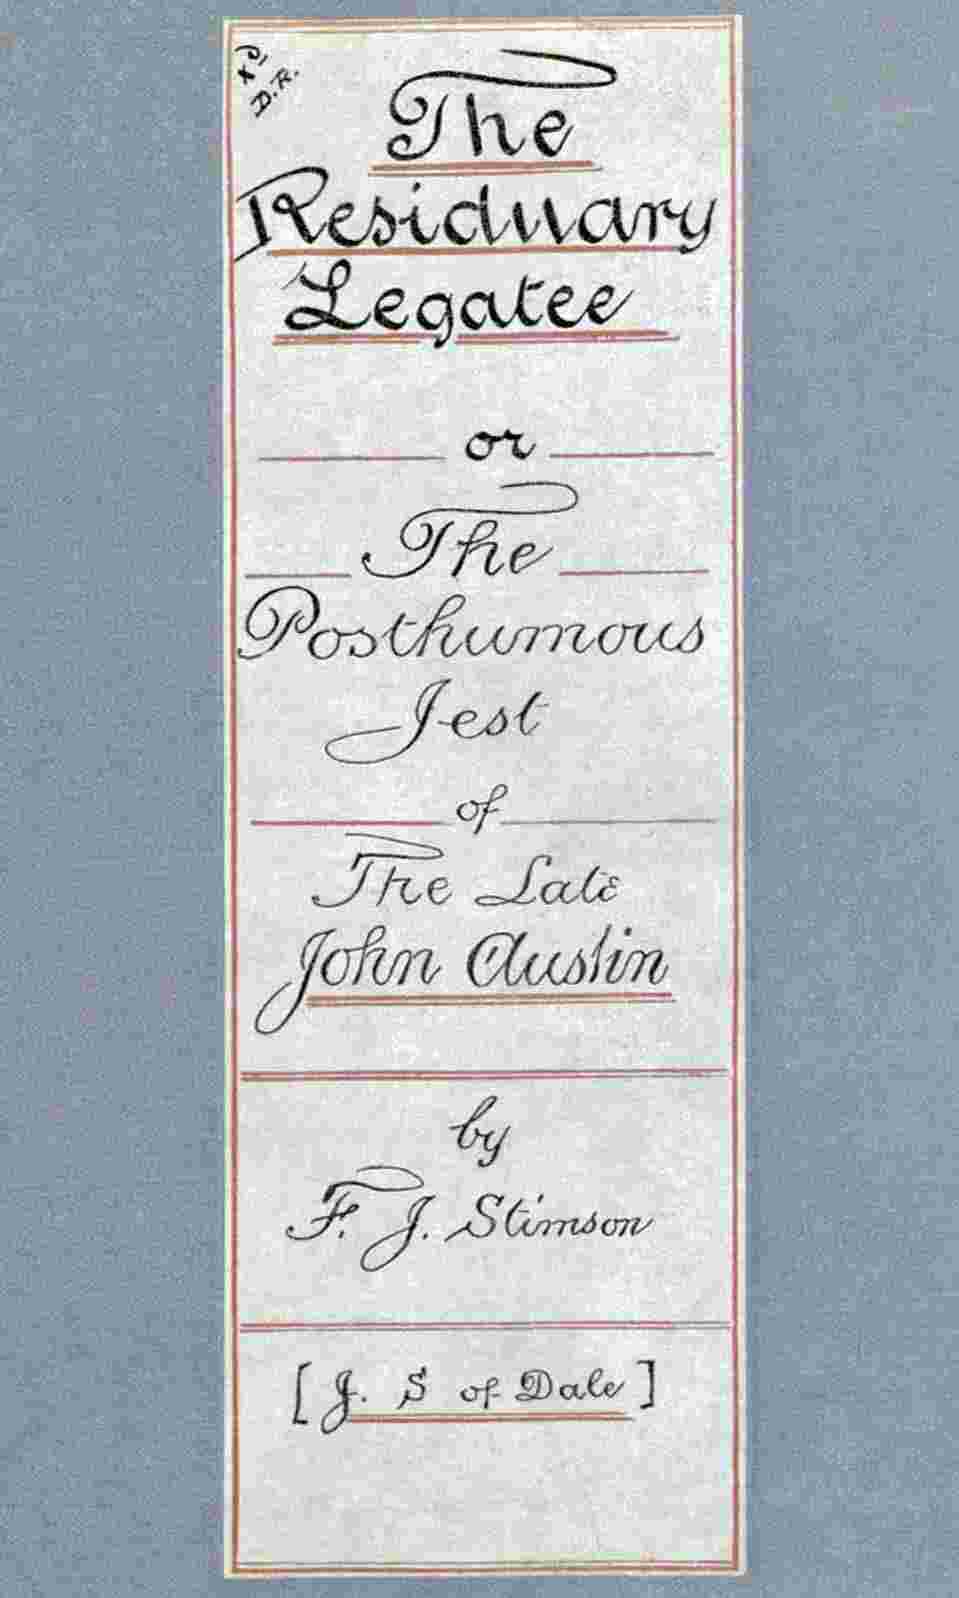 D.R.
The
Residuary
Legatee
or
The
Posthumous
Jest
of
The Late
John Austin
by
F. J. Stimson
[J. S of Dale]